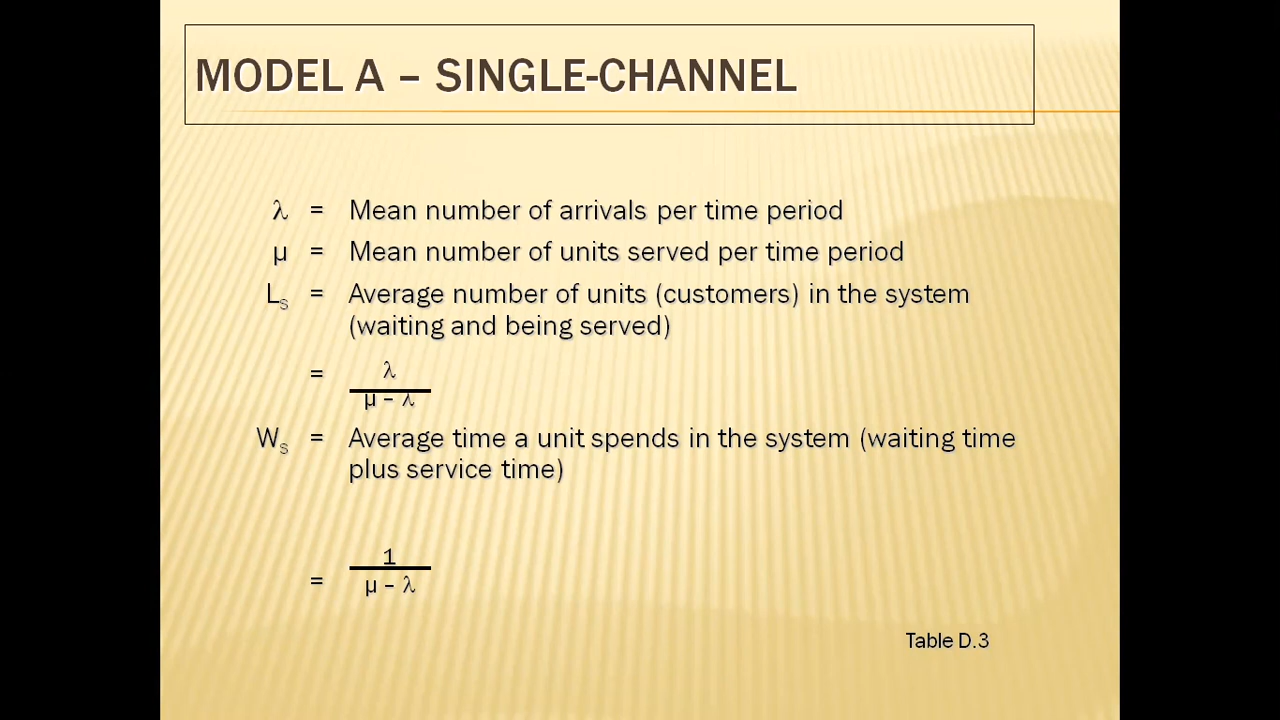 MODEL A – SINGLE-CHANNEL
λ = Mean number of arrivals per time period
µ = Mean number of units served per time period
Ls = Average number of units (customers) in the system
(waiting and being served)
= λ
µ – λ
Ws = Average time a unit spends in the system (waiting time
plus service time)
1
= µ – λ
Table D.3